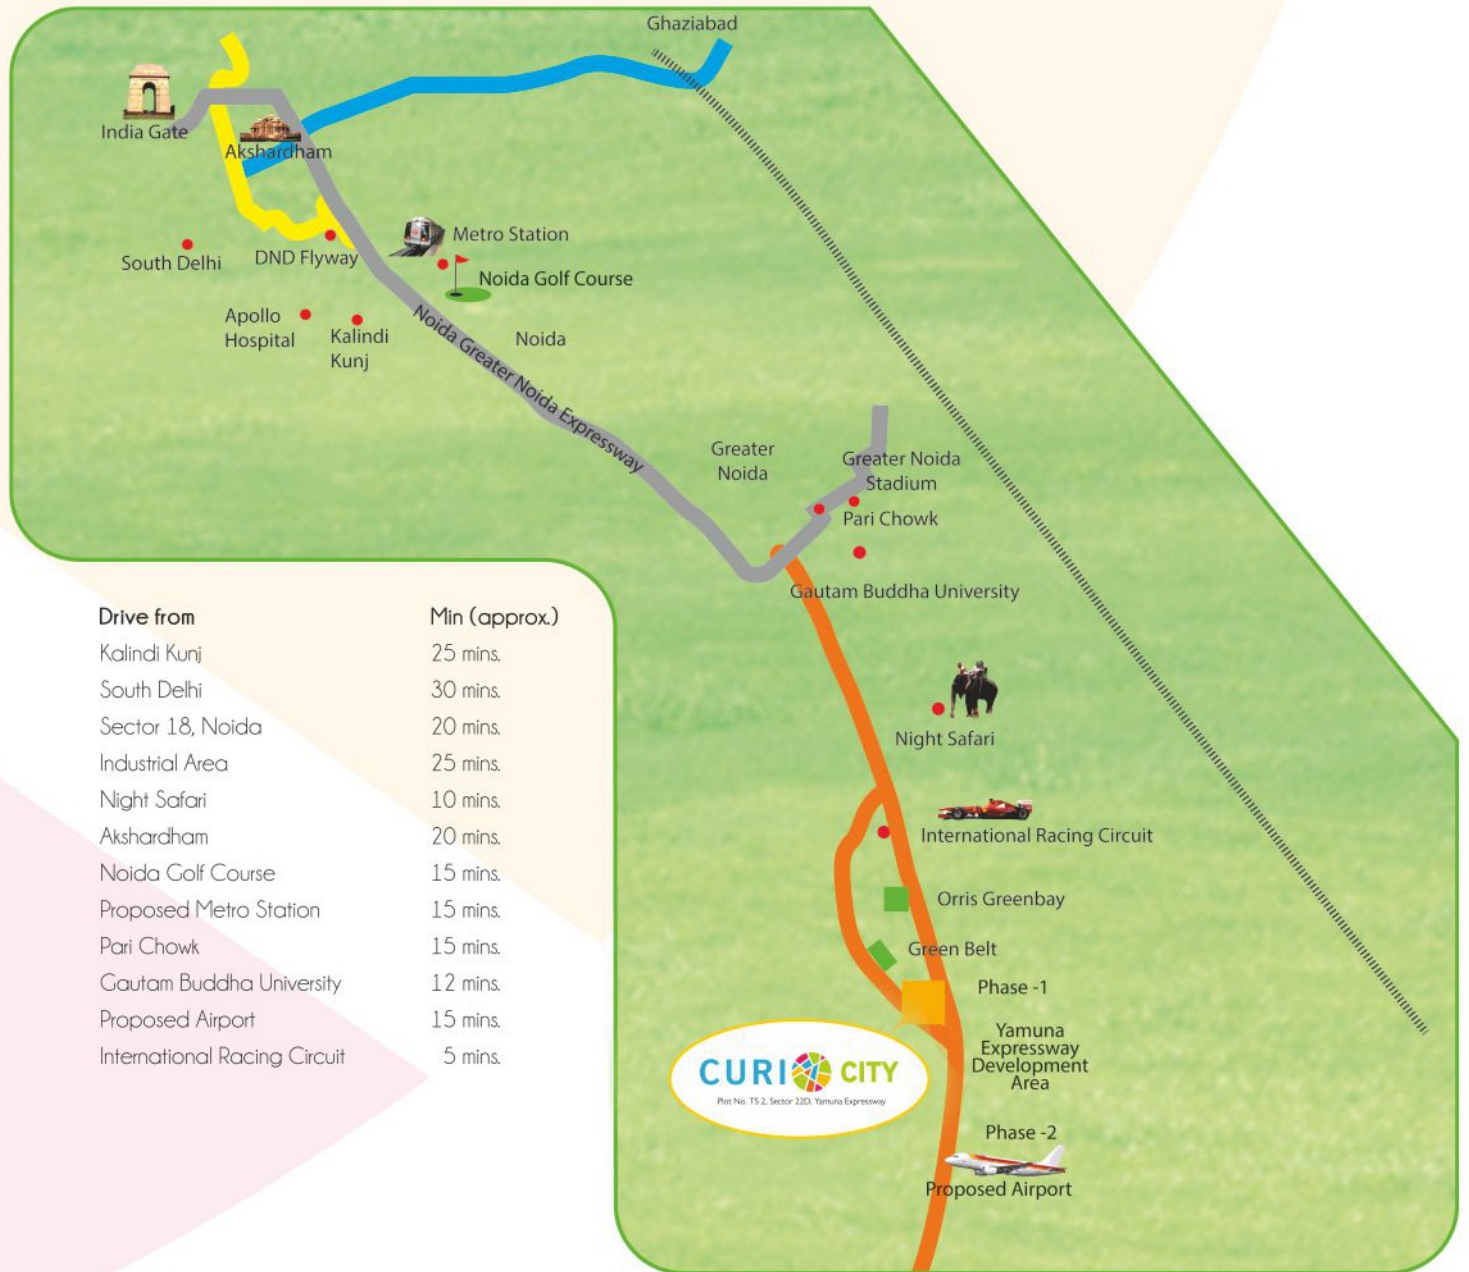 Ghaziabad
India Gate
Akshardham
Metro Station
South Delhi
DND Flyway
Noida Golf Course
Apollo
Hospital
Kalindi
Kunj
Noida
Noida Greater Noida Expressway
Greater
Noida
Greater Noida
Stadium
Pari Chowk
Gautam Buddha University
Drive from Min (approx.)
Kalindi Kunj 25 mins.
South Delhi 30 mins.
Sector 18, Noida 20 mins.
Industrial Area 25 mins.
Night Safari 10 mins.
Akshardham 20 mins.
Noida Golf Course 15 mins.
Proposed Metro Station 15 mins.
Pari Chowk 15 mins.
Gautam Buddha University 12 mins.
Proposed Airport 15 mins.
International Racing Circuit 5 mins.
Night Safari
International Racing Circuit
Orris Greenbay
Green Belt
Phase -1
Yamuna
Expressway
Development
Area
CURIO CITY
Plot No. TS 2, Sector 22D, Yamuna Expressway
Phase -2
Proposed Airport